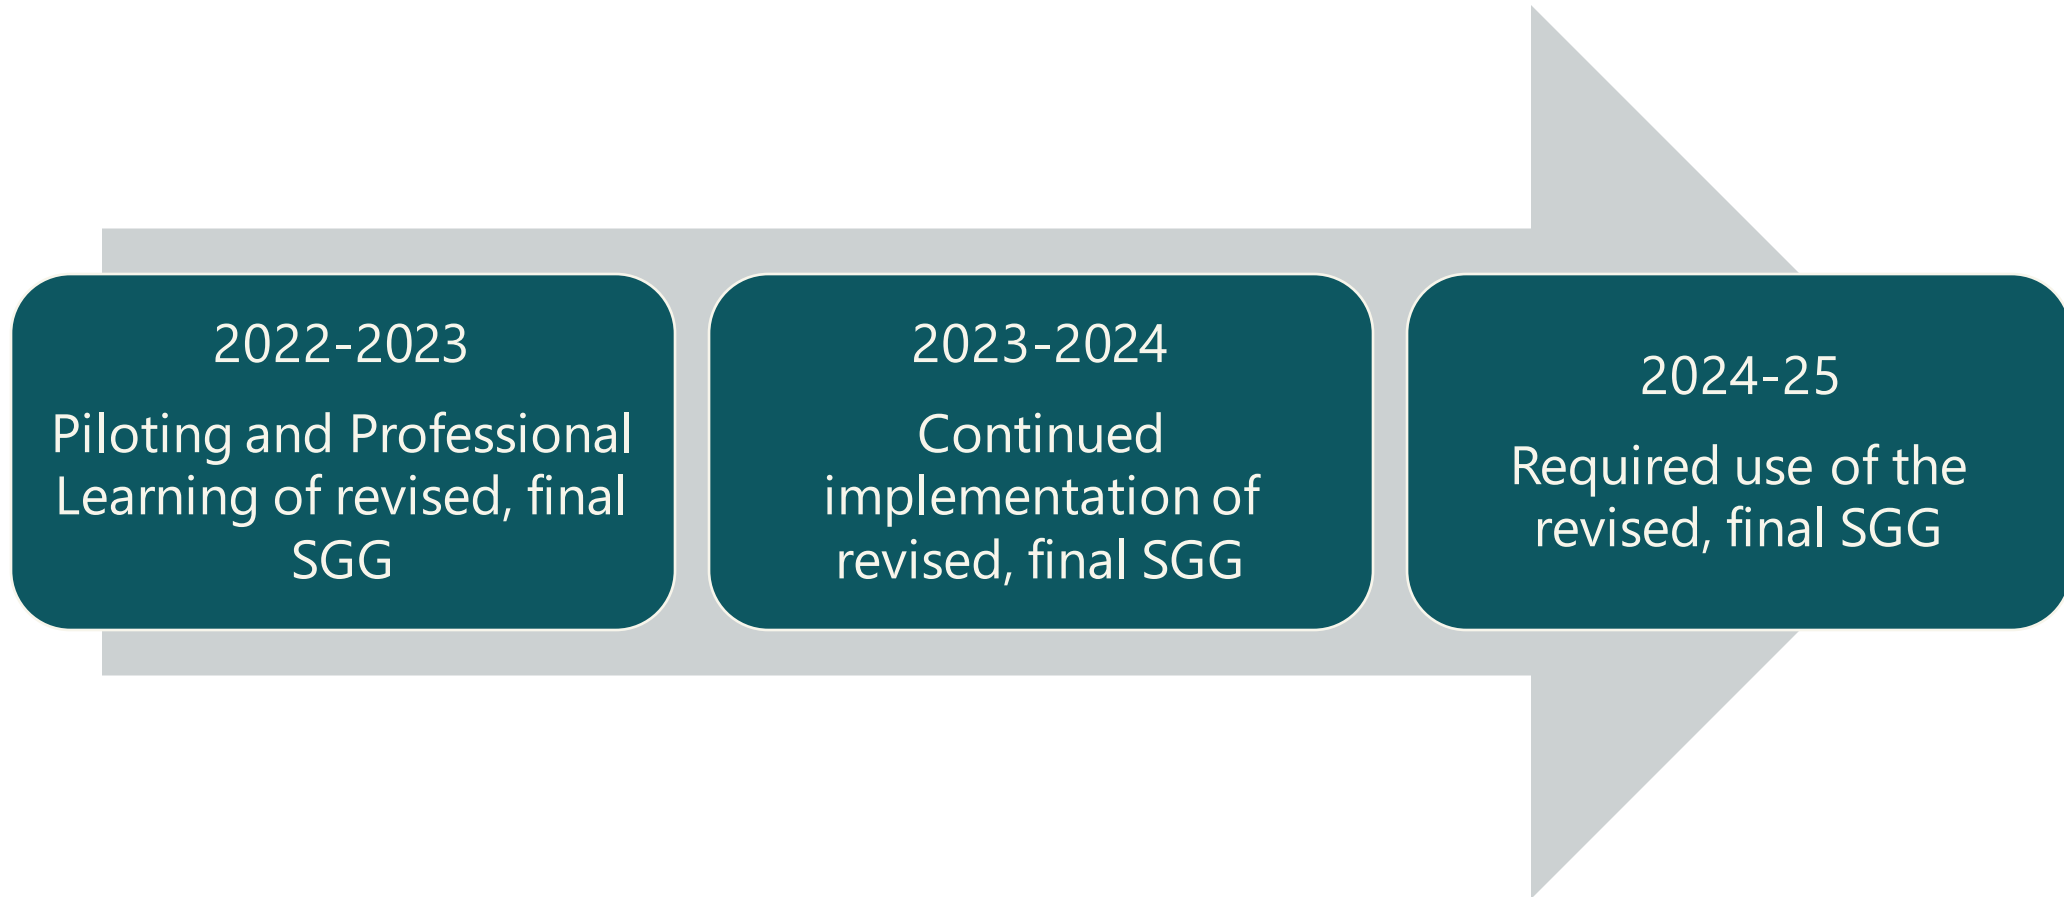 2022-2023
Piloting and Professional
Learning of revised, final
SGG
2023-2024
Continued
implementation of
revised, final SGG
2024-25
Required use of the
revised, final SGG